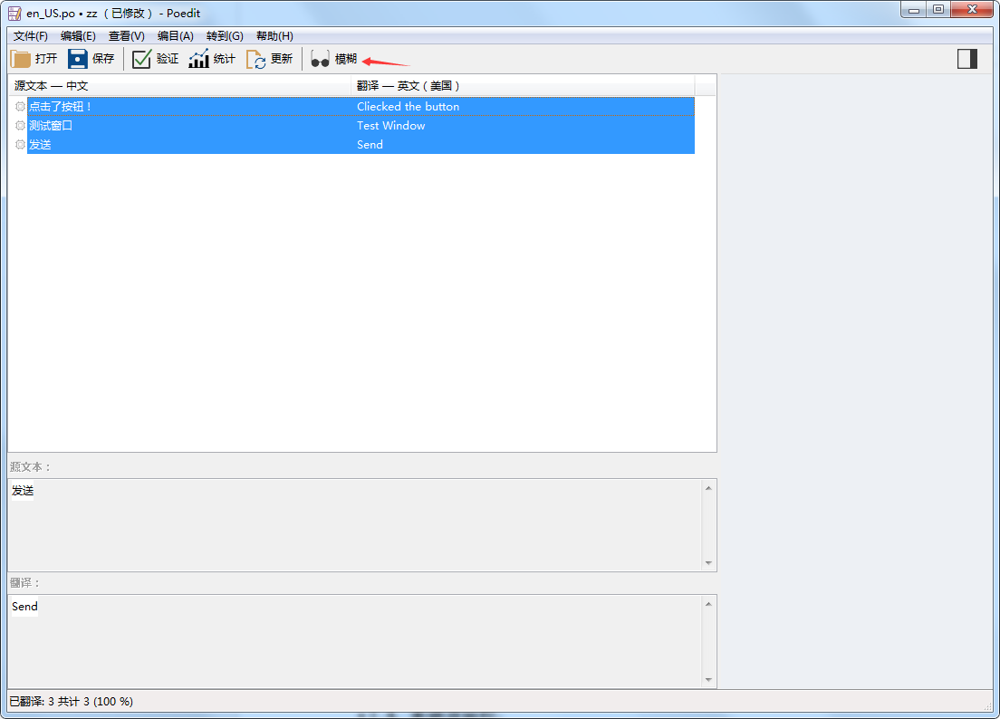 en_US.po • zz （已修改） - Poedit
文件(F) 编辑(E) 查看(V) 编目(A) 转到(G) 帮助(H)
打开 保存 验证 统计 更新 模糊
源文本 — 中文 翻译 — 英文（美国）
点击了按钮！ Cliecked the button
测试窗口 Test Window
发送 Send
源文本：
发送
翻译：
Send
已翻译: 3 共计 3 (100 %)